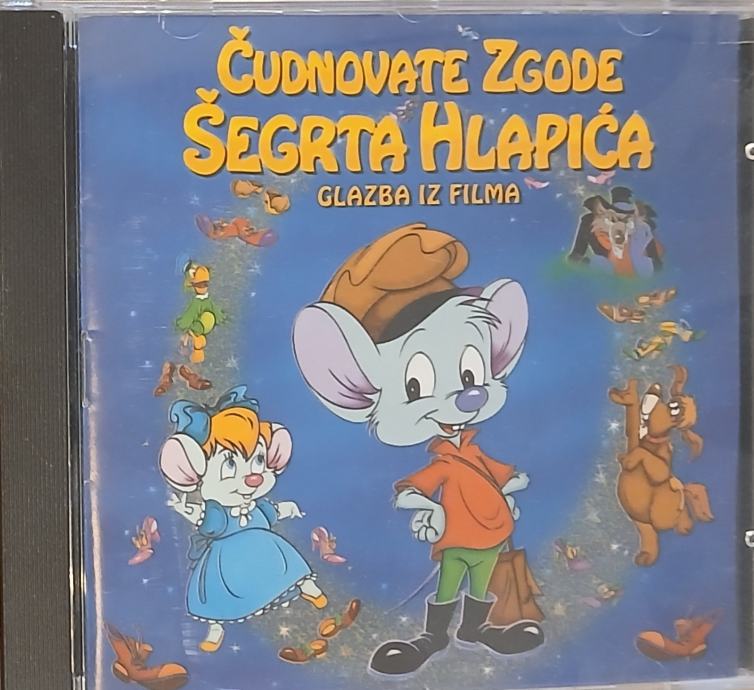 ČUDNOVATE ZGODE
ŠEGRTA HLAPIĆA
GLAZBA IZ FILMA